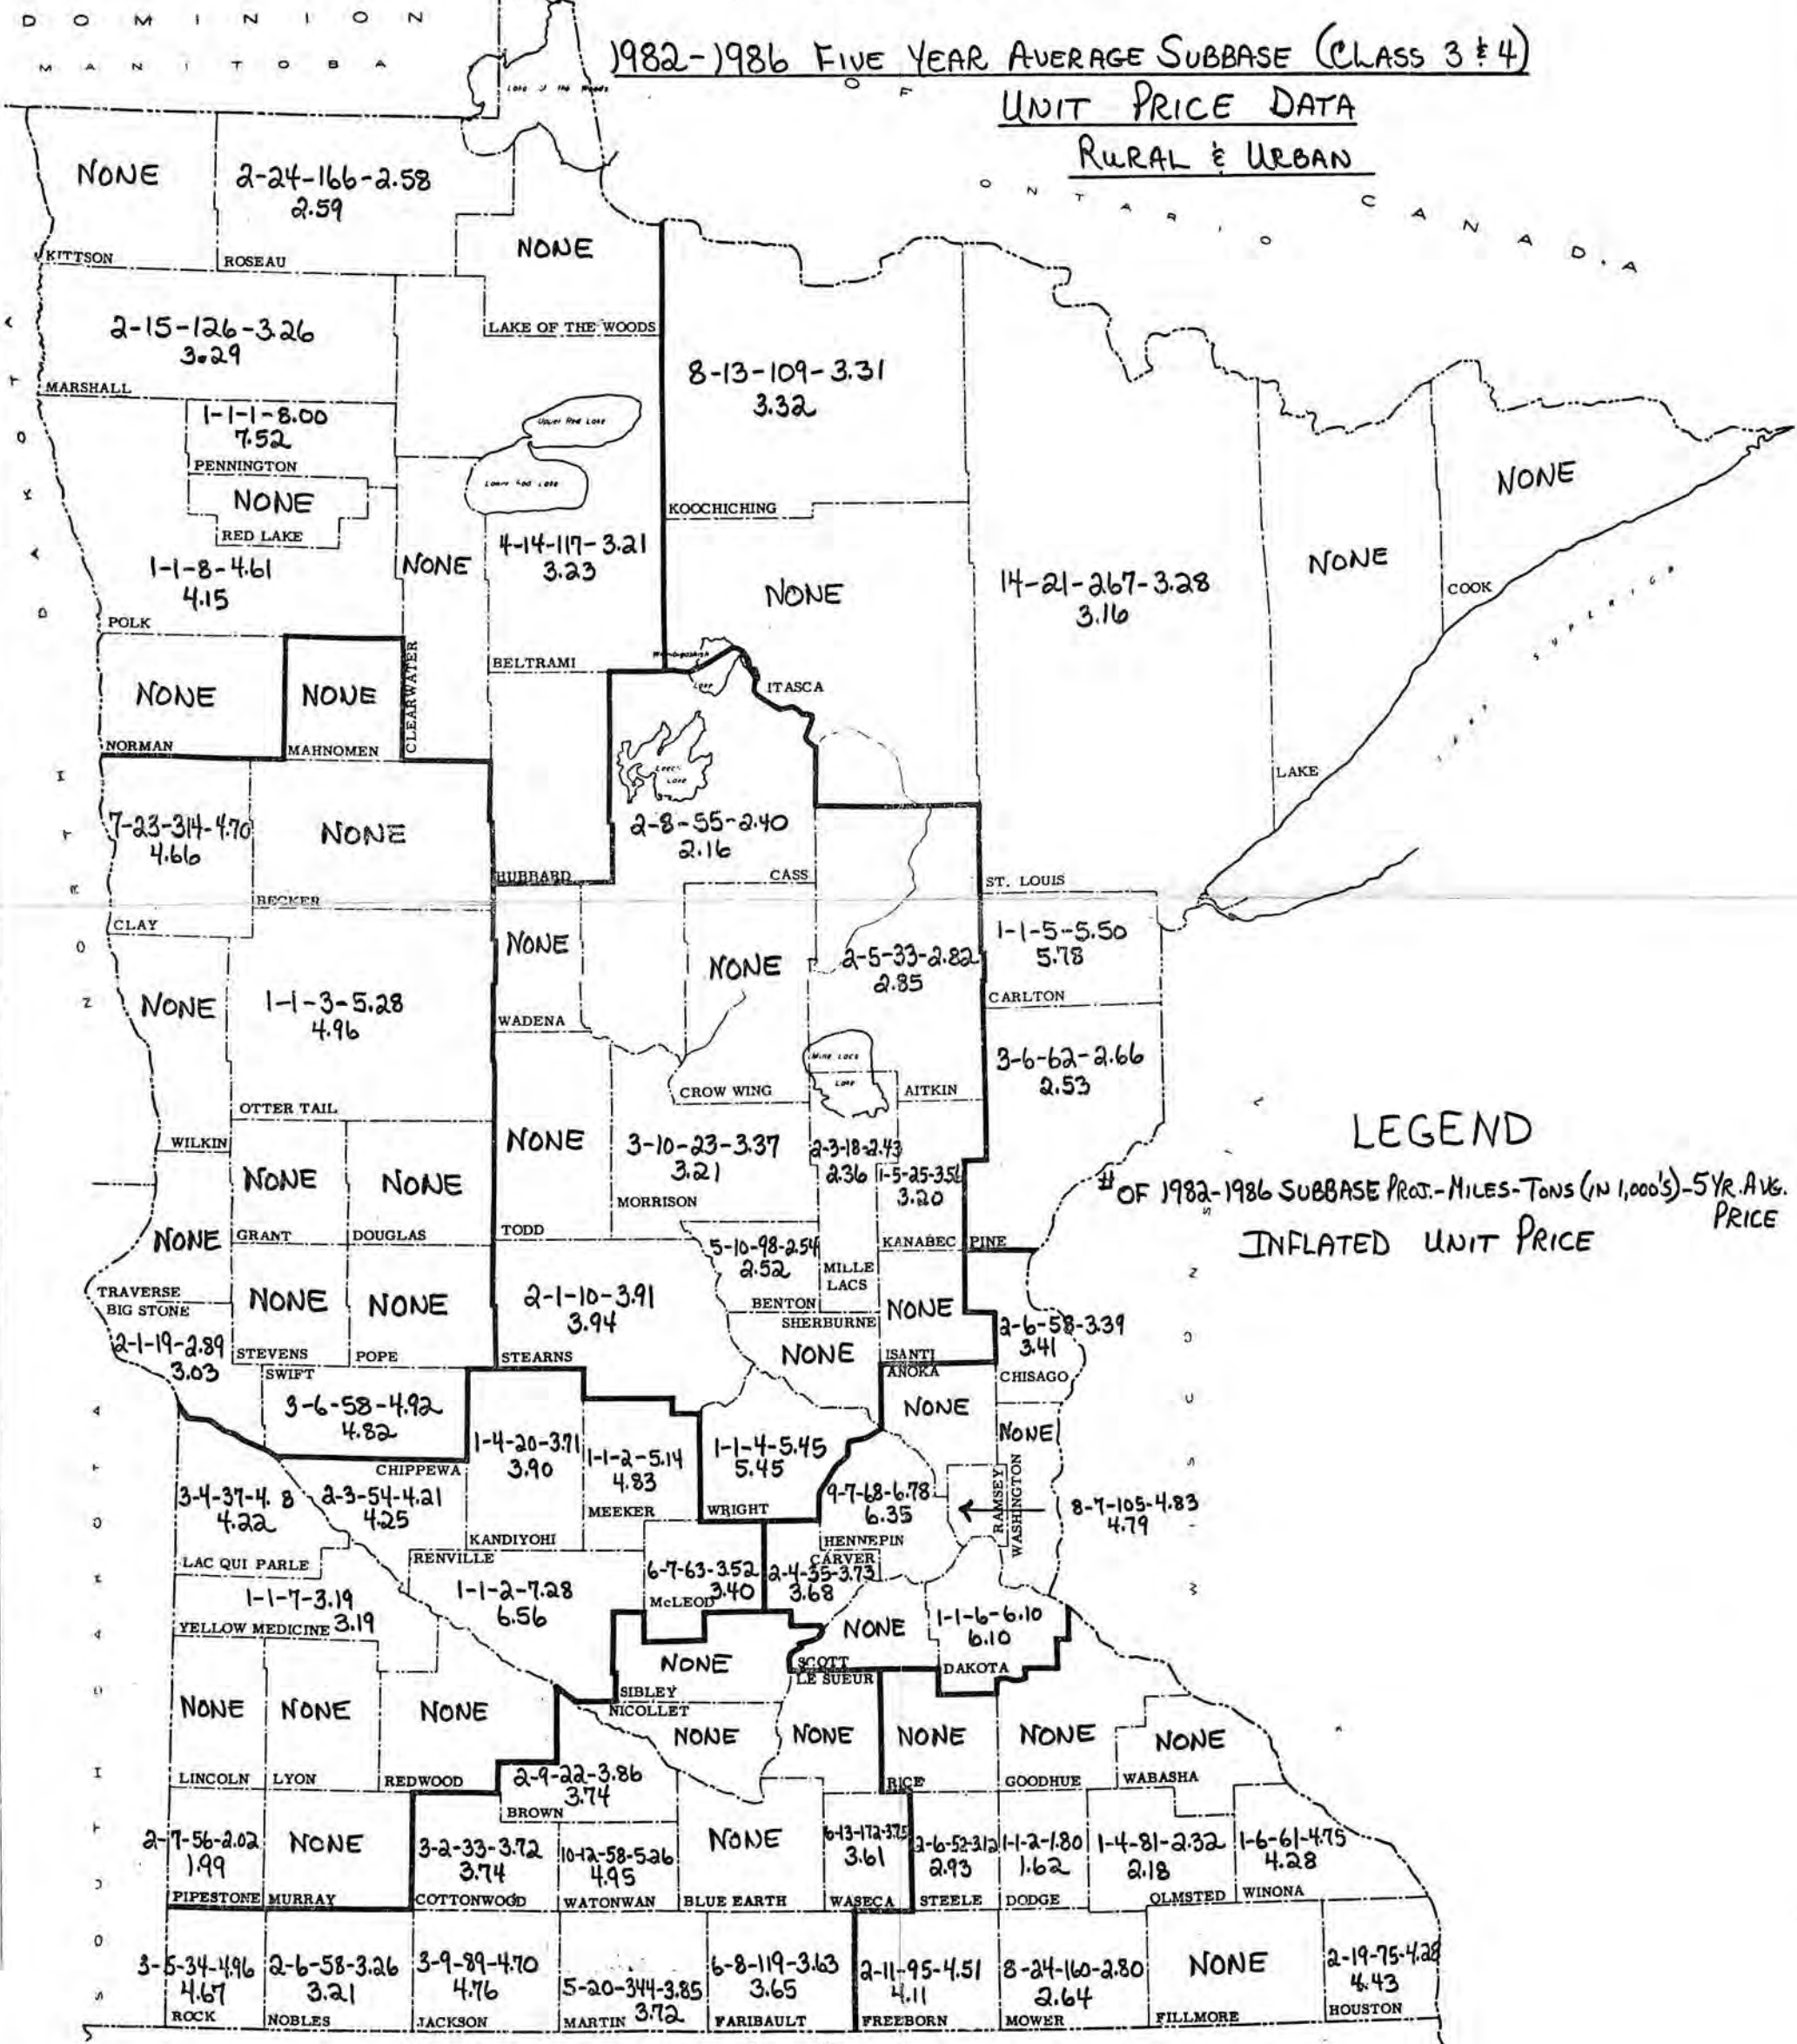 DOMINION
MANITOBA
OF
ONTARIO CANADA
1982-1986 FIVE YEAR AVERAGE SUBBASE (CLASS 3 & 4)
UNIT PRICE DATA
RURAL & URBAN
Lake of the Woods
NONE
KITTSON
2-24-166-2.58
2.59
ROSEAU
NONE
LAKE OF THE WOODS
2-15-126-3.26
3.29
MARSHALL
8-13-109-3.31
3.32
KOOCHICHING
1-1-1-8.00
7.52
PENNINGTON
Upper Red Lake
Lower Red Lake
NONE
RED LAKE
1-1-8-4.61
4.15
POLK
NONE
CLEARWATER
4-14-117-3.21
3.23
BELTRAMI
NONE
ITASCA
14-21-267-3.28
3.16
ST. LOUIS
NONE
LAKE
NONE
COOK
NONE
NORMAN
NONE
MAHNOMEN
Lake
Leech
Lake
7-23-314-4.70
4.66
CLAY
NONE
BECKER
HUBBARD
2-8-55-2.40
2.16
CASS
NONE
WADENA
NONE
CROW WING
2-5-33-2.82
2.85
AITKIN
1-1-5-5.50
5.78
CARLTON
NONE
WILKIN
1-1-3-5.28
4.96
OTTER TAIL
Mille Lacs
Lake
3-6-62-2.66
2.53
PINE
LEGEND
# OF 1982-1986 SUBBASE PROJ.-MILES-TONS (IN 1,000'S)-5 YR. AVG.
PRICE
INFLATED UNIT PRICE
NONE
GRANT
NONE
DOUGLAS
NONE
TODD
3-10-23-3.37
3.21
MORRISON
2-3-18-2.43
2.36
MILLE
LACS
1-5-25-3.56
3.20
KANABEC
NONE
TRAVERSE
BIG STONE
2-1-19-2.89
3.03
NONE
STEVENS
NONE
POPE
2-1-10-3.91
3.94
STEARNS
5-10-98-2.54
2.52
BENTON
SHERBURNE
NONE
NONE
ISANTI
ANOKA
NONE
2-6-58-3.39
3.41
CHISAGO
SWIFT
3-6-58-4.92
4.82
CHIPPEWA
2-3-54-4.21
4.25
1-4-20-3.71
3.90
KANDIYOHI
1-1-2-5.14
4.83
MEEKER
1-1-4-5.45
5.45
WRIGHT
9-7-68-6.78
6.35
HENNEPIN
NONE
RAMSEY
WASHINGTON
8-7-105-4.83
4.79
3-4-37-4. 8
4.22
LAC QUI PARLE
RENVILLE
1-1-2-7.28
6.56
6-7-63-3.52
3.40
McLEOD
CARVER
2-4-35-3.73
3.68
1-1-7-3.19
YELLOW MEDICINE 3.19
NONE
SCOTT
1-1-6-6.10
6.10
DAKOTA
NONE
LINCOLN
NONE
LYON
NONE
REDWOOD
NONE
SIBLEY
NICOLLET
NONE
LE SUEUR
NONE
NONE
RICE
NONE
GOODHUE
NONE
WABASHA
2-9-22-3.86
3.74
BROWN
2-17-56-2.02
1.99
PIPESTONE
NONE
MURRAY
3-2-33-3.72
3.74
COTTONWOOD
10-12-58-5.26
4.95
WATONWAN
NONE
BLUE EARTH
6-13-172-3.75
3.61
WASECA
2-6-52-3.12
2.93
STEELE
1-1-2-1.80
1.62
DODGE
1-4-81-2.32
2.18
OLMSTED
1-6-61-4.75
4.28
WINONA
3-5-34-4.96
4.67
ROCK
2-6-58-3.26
3.21
NOBLES
3-9-89-4.70
4.76
JACKSON
5-20-344-3.85
MARTIN 3.72
6-8-119-3.63
3.65
FARIBAULT
2-11-95-4.51
4.11
FREEBORN
8-24-160-2.80
2.64
MOWER
NONE
FILLMORE
2-19-75-4.28
4.43
HOUSTON